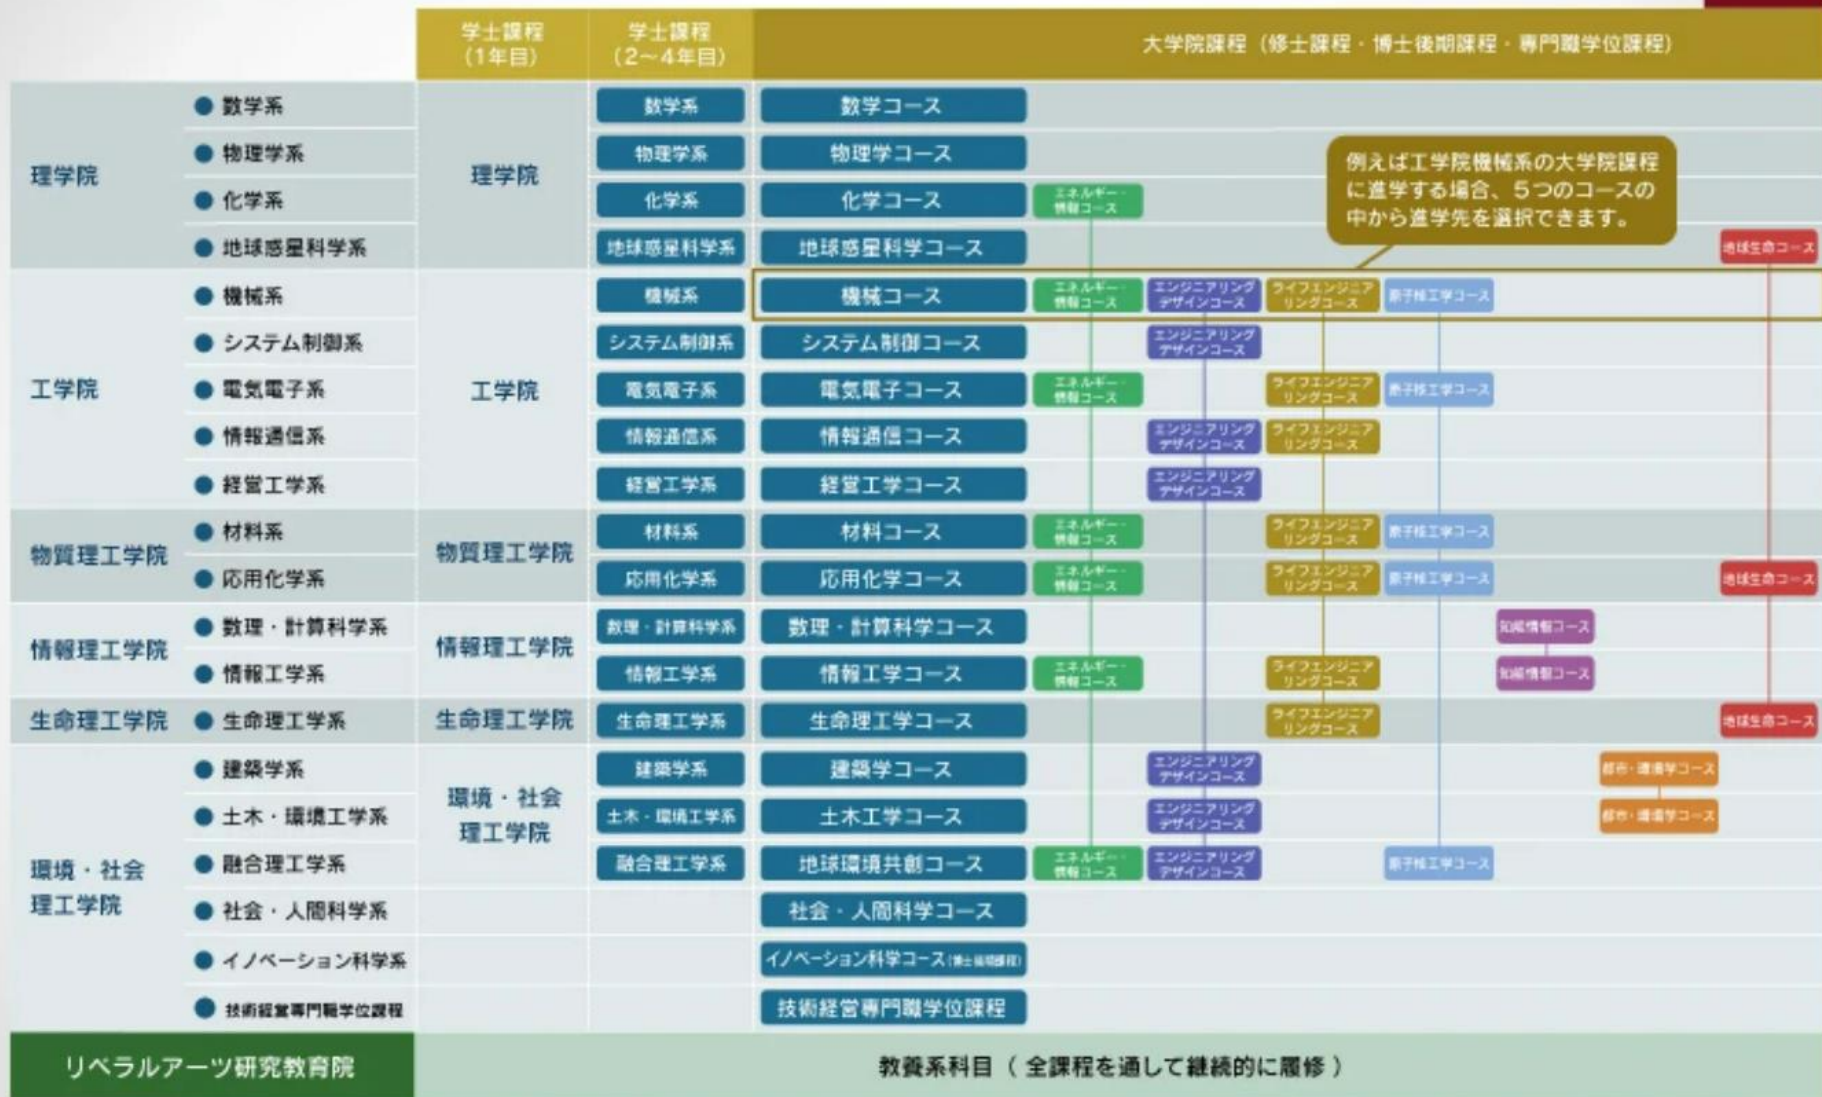 学士課程
（1年目）
学士課程
（2～4年目）
大学院課程（修士課程・博士後期課程・専門職学位課程）
理学院
数学系
理学院
数学系
数学コース
物理学系
物理学系
物理学コース
化学系
化学系
化学コース
エネルギー・
情報コース
地球惑星科学系
地球惑星科学系
地球惑星科学コース
地球生命コース
例えば工学院機械系の大学院課程
に進学する場合、5つのコースの
中から進学先を選択できます。
工学院
機械系
工学院
機械系
機械コース
エネルギー・
情報コース
エンジニアリング
デザインコース
ライフエンジニア
リングコース
原子核工学コース
システム制御系
システム制御系
システム制御コース
エンジニアリング
デザインコース
電気電子系
電気電子系
電気電子コース
エネルギー・
情報コース
ライフエンジニア
リングコース
原子核工学コース
情報通信系
情報通信系
情報通信コース
エンジニアリング
デザインコース
ライフエンジニア
リングコース
経営工学系
経営工学系
経営工学コース
エンジニアリング
デザインコース
物質理工学院
材料系
物質理工学院
材料系
材料コース
エネルギー・
情報コース
ライフエンジニア
リングコース
原子核工学コース
応用化学系
応用化学系
応用化学コース
エネルギー・
情報コース
ライフエンジニア
リングコース
原子核工学コース
地球生命コース
情報理工学院
数理・計算科学系
情報理工学院
数理・計算科学系
数理・計算科学コース
知能情報コース
情報工学系
情報工学系
情報工学コース
エネルギー・
情報コース
ライフエンジニア
リングコース
知能情報コース
生命理工学院
生命理工学系
生命理工学院
生命理工学系
生命理工学コース
ライフエンジニア
リングコース
地球生命コース
環境・社会
理工学院
建築学系
環境・社会
理工学院
建築学系
建築学コース
エンジニアリング
デザインコース
都市・環境学コース
土木・環境工学系
土木・環境工学系
土木工学コース
エンジニアリング
デザインコース
都市・環境学コース
融合理工学系
融合理工学系
地球環境共創コース
エネルギー・
情報コース
エンジニアリング
デザインコース
原子核工学コース
社会・人間科学系
社会・人間科学コース
イノベーション科学系
イノベーション科学コース(博士後期課程)
技術経営専門職学位課程
技術経営専門職学位課程
リベラルアーツ研究教育院
教養系科目（ 全課程を通して継続的に履修 ）